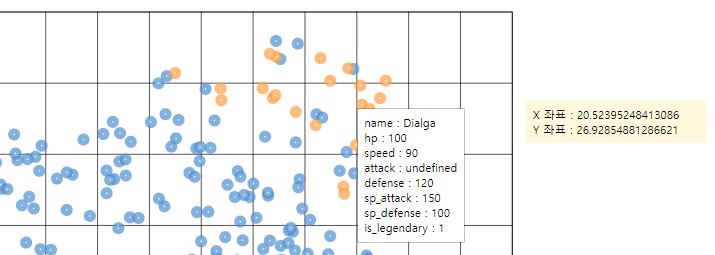 name : Dialga
hp : 100
speed : 90
attack : undefined
defense : 120
sp_attack : 150
sp_defense : 100
is_legendary : 1
X 좌표 : 20.52395248413086
Y 좌표 : 26.92854881286621